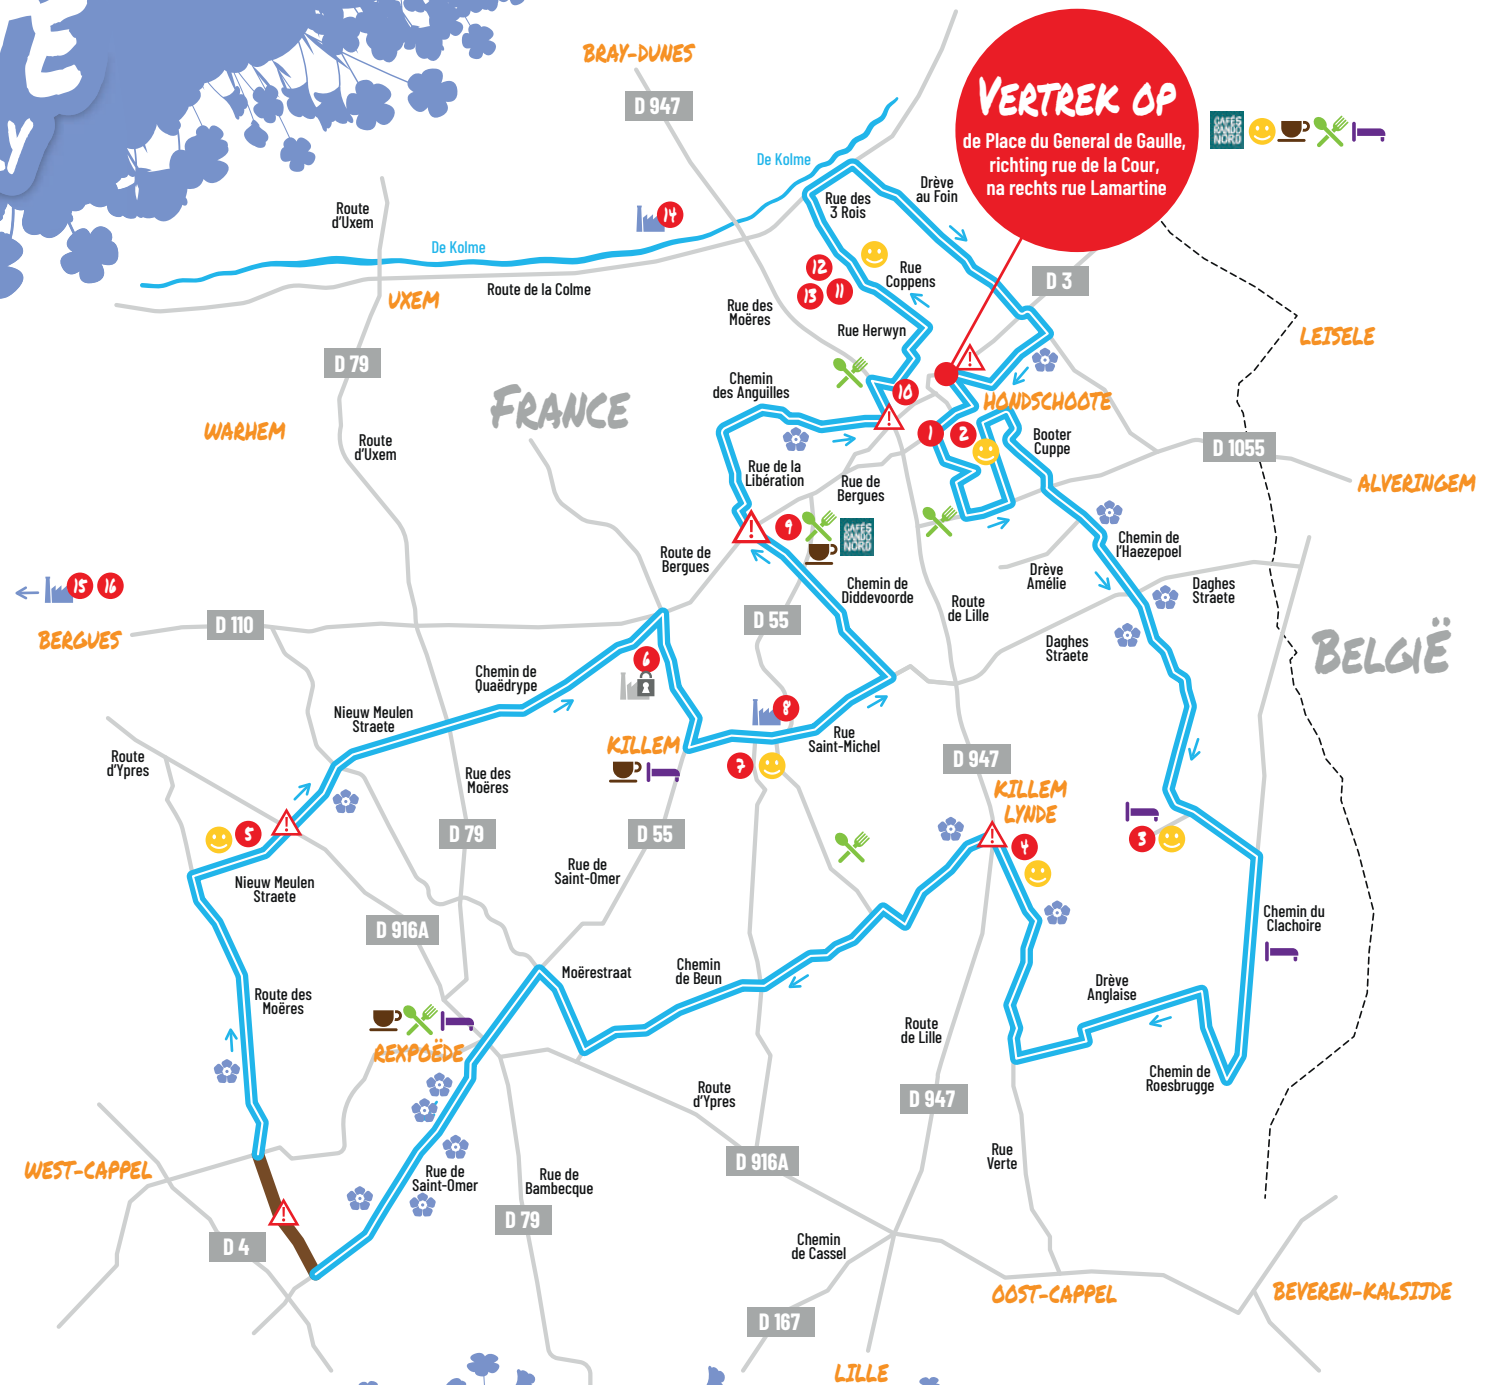 E
Y
BRAY-DUNES
D 947
VERTREK OP
de Place du General de Gaulle,
richting rue de la Cour,
na rechts rue Lamartine
CAFÉS
RANDO
NORD
De Kolme
Drève
au Foin
Rue des
3 Rois
Route
d'Uxem
14
De Kolme
12
13
11
Rue
Coppens
D 3
Route de la Colme
UXEM
Rue des
Moëres
Rue Herwyn
LEISELE
D 79
Chemin
des Anguilles
10
HONDSCHOOTE
FRANCE
WARHEM
Route
d'Uxem
1
2
Booter
Cuppe
D 1055
Rue de la
Libération
Rue de
Bergues
ALVERINGEM
9
CAFÉS
RANDO
NORD
Chemin de
l'Haezepoel
Route de
Bergues
Drève
Amélie
Daghes
Straete
15
16
Chemin de
Diddevoorde
Route
de Lille
BERGUES
D 110
D 55
Daghes
Straete
BELGIË
6
Chemin de
Quaëdrype
Nieuw Meulen
Straete
8
KILLEM
Rue
Saint-Michel
Route
d'Ypres
7
D 947
Rue des
Moëres
KILLEM
LYNDE
5
D 79
D 55
3
4
Rue de
Saint-Omer
Nieuw Meulen
Straete
D 916A
Chemin du
Clachoire
Moërestraat
Chemin
de Beun
Drève
Anglaise
Route des
Moëres
Route
de Lille
REXPOËDE
Chemin de
Roesbrugge
Route
d'Ypres
D 947
WEST-CAPPEL
Rue de
Saint-Omer
Rue de
Bambecque
D 916A
Rue
Verte
D 79
D 4
Chemin
de Cassel
OOST-CAPPEL
BEVEREN-KALSIJDE
D 167
LILLE